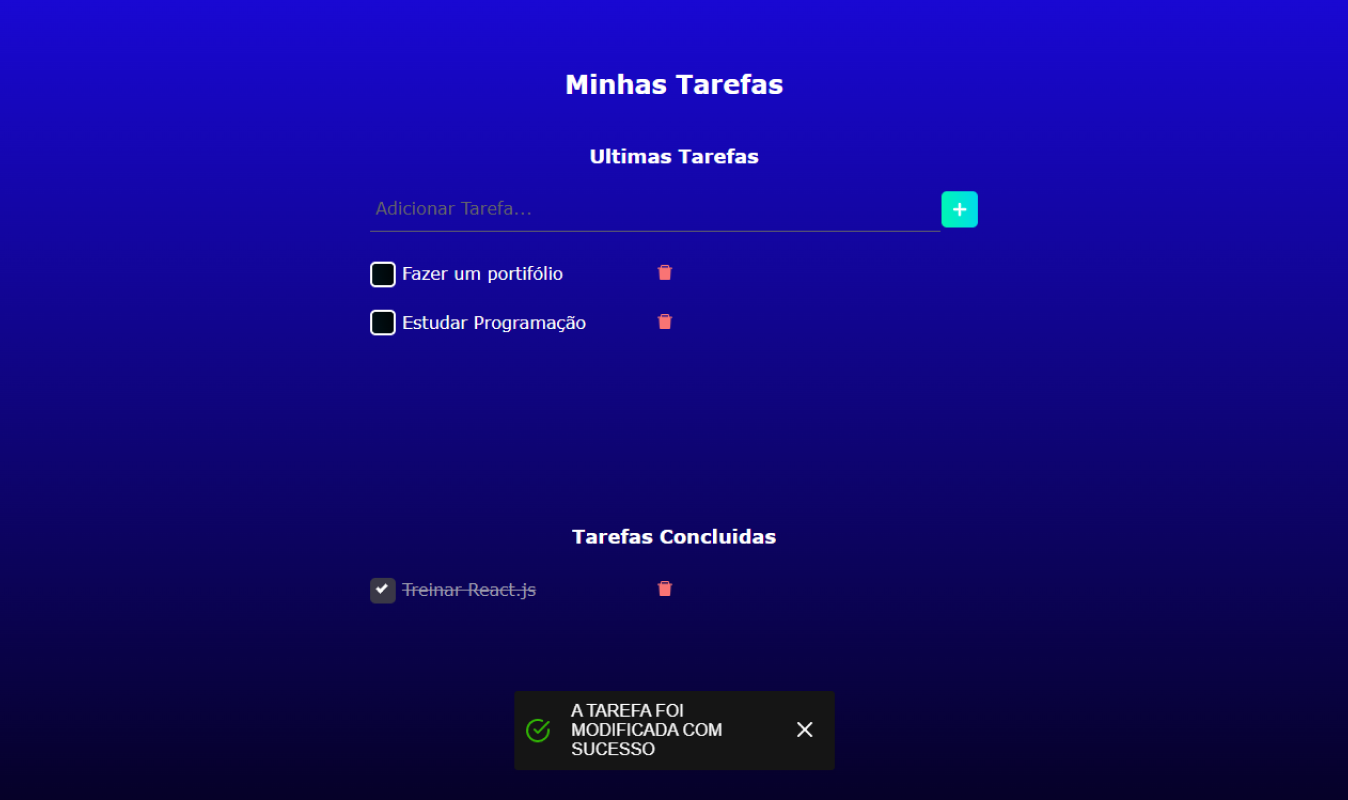 Minhas Tarefas
Ultimas Tarefas
Adicionar Tarefa...
Fazer um portifólio
Estudar Programação
Tarefas Concluidas
Treinar React.js
A TAREFA FOI
MODIFICADA COM
SUCESSO